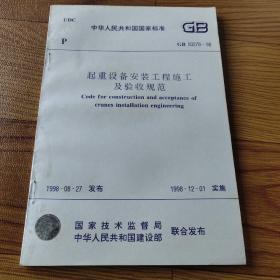 UDC
中华人民共和国国家标准
GB
P
GB 50278-98
起重设备安装工程施工
及验收规范
Code for construction and acceptance of
cranes installation engineering
1998-08-27 发布
1998-12-01 实施
国家技术监督局
中华人民共和国建设部
联合发布